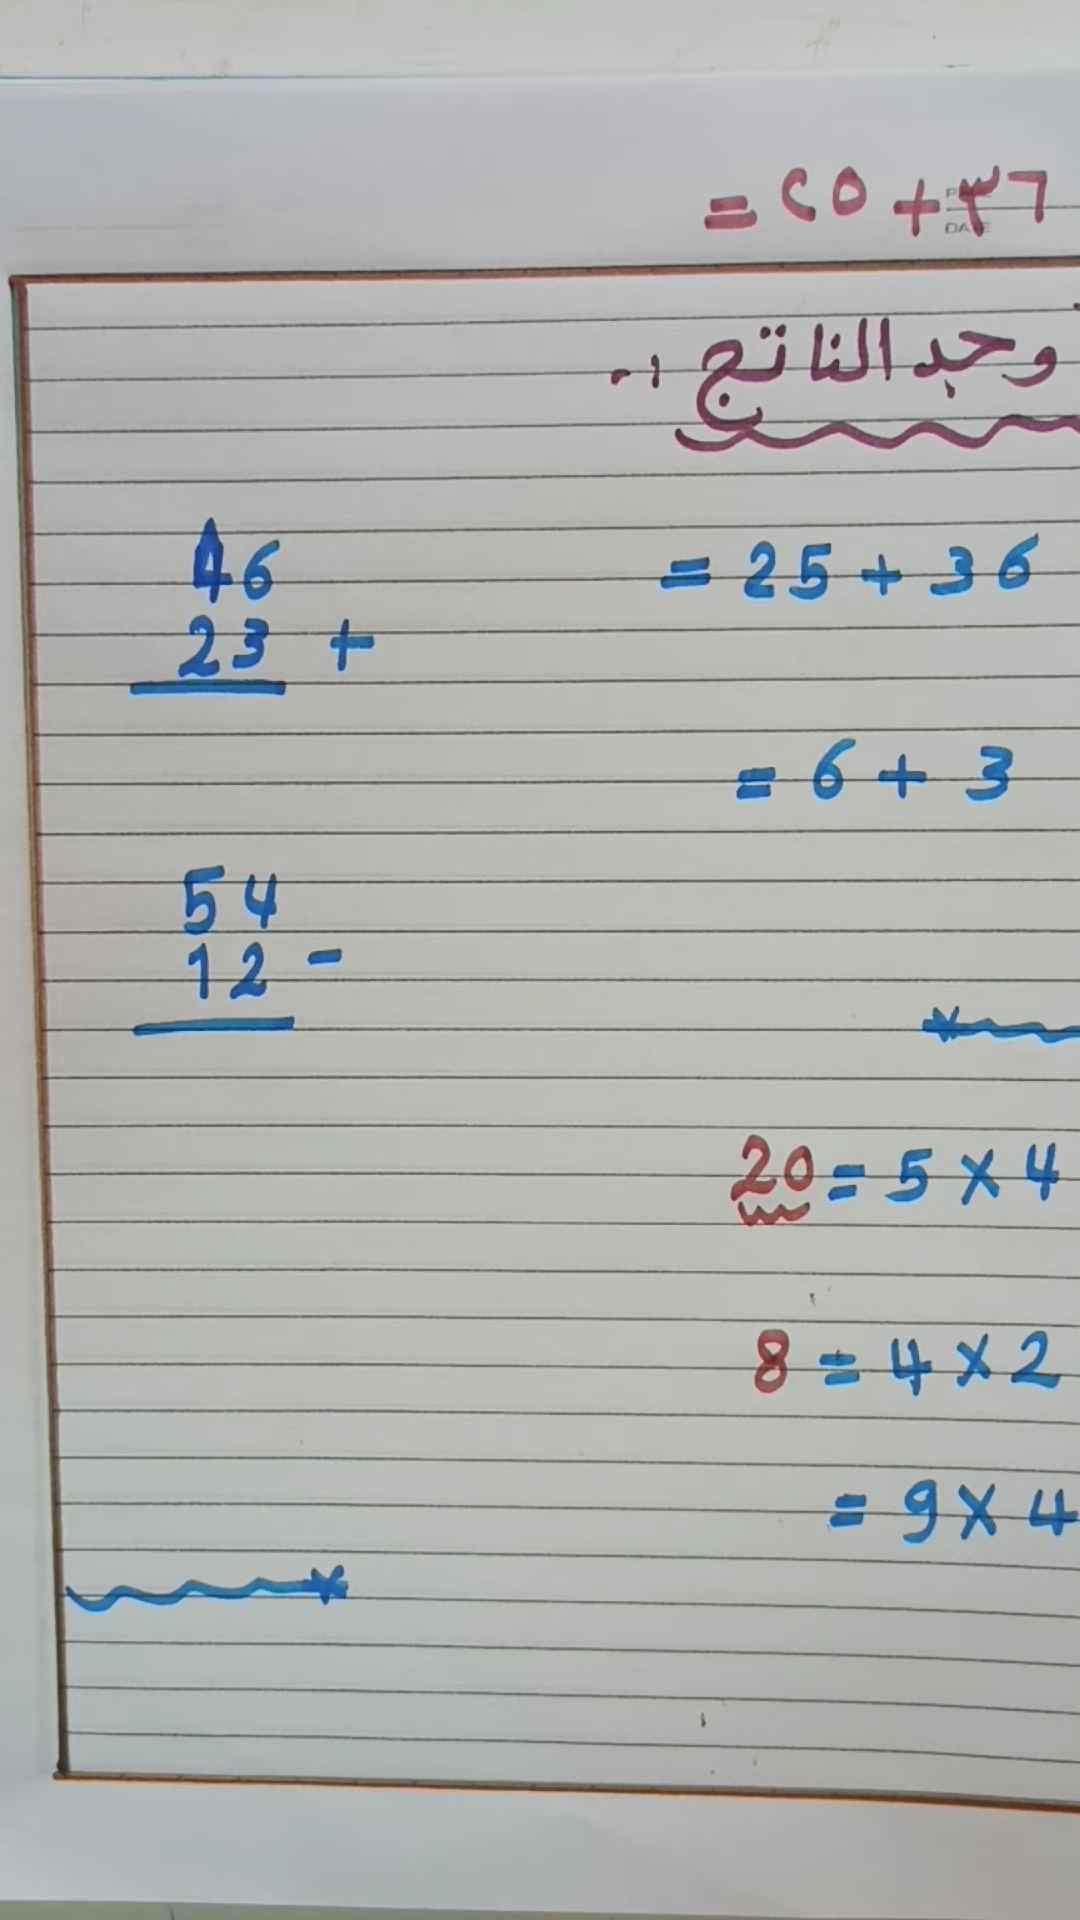 ٣٦ + ٢٥ =
وجد الناتج :-
36 + 25 =
46
23 +
3 + 6 =
54
12 -
4 × 5 = 20
2 × 4 = 8
4 × 9 =